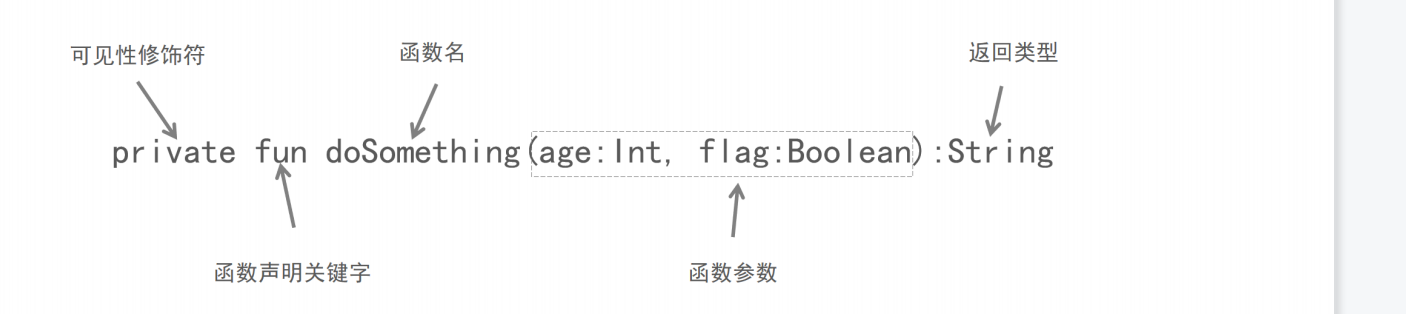 可见性修饰符
函数名
返回类型
private fun doSomething(age:Int, flag:Boolean):String
函数声明关键字
函数参数